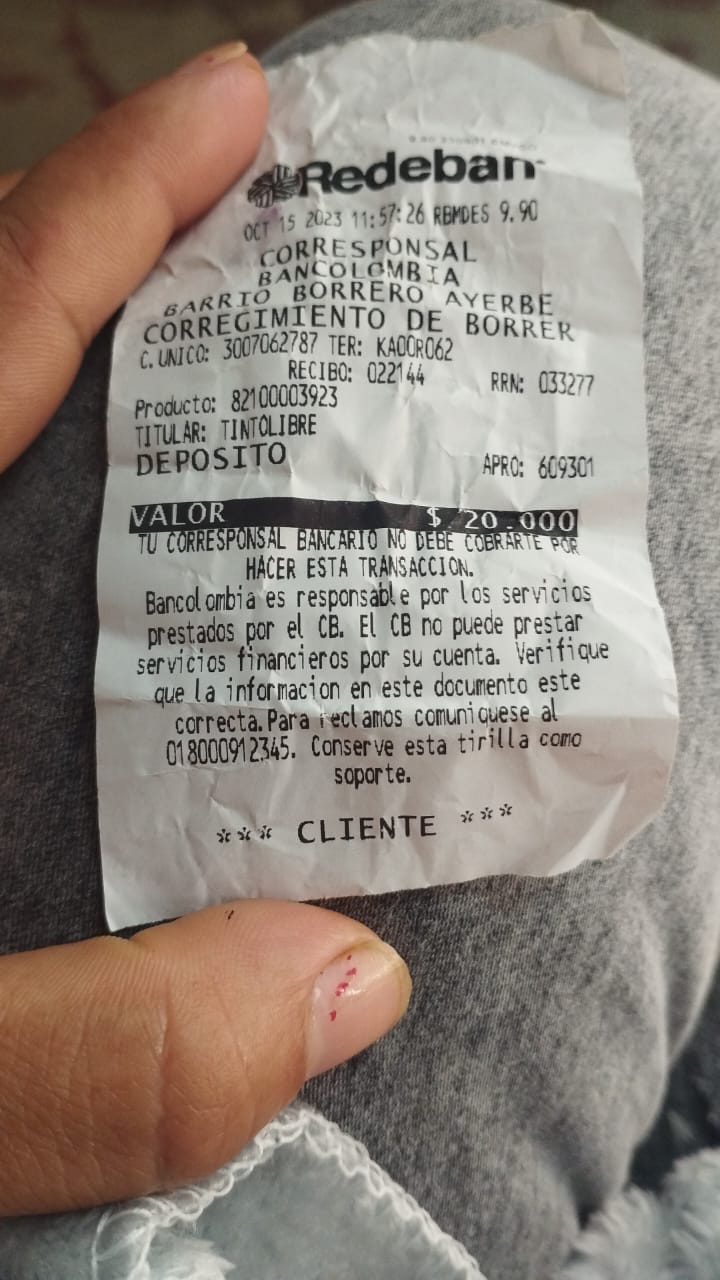 Redeban
OCT 15 2023 11:57:26 RBMDES 9.90
CORRESPONSAL
BANCOLOMBIA
BARRIO BORRERO AYERBE
CORREGIMIENTO DE BORRER
C. UNICO: 3007062787 TER: KAOOR062
RECIBO: 022144 RRN: 033277
Producto: 82100003923
TITULAR: TINTOLIBRE
DEPOSITO APRO: 609301
VALOR $ 20.000
TU CORRESPONSAL BANCARIO NO DEBE COBRARTE POR
HACER ESTA TRANSACCION.
Bancolombia es responsable por los servicios
prestados por el CB. El CB no puede prestar
servicios financieros por su cuenta. Verifique
que la informacion en este documento este
correcta. Para reclamos comuniquese al
018000912345. Conserve esta tirilla como
soporte.
*** CLIENTE ***